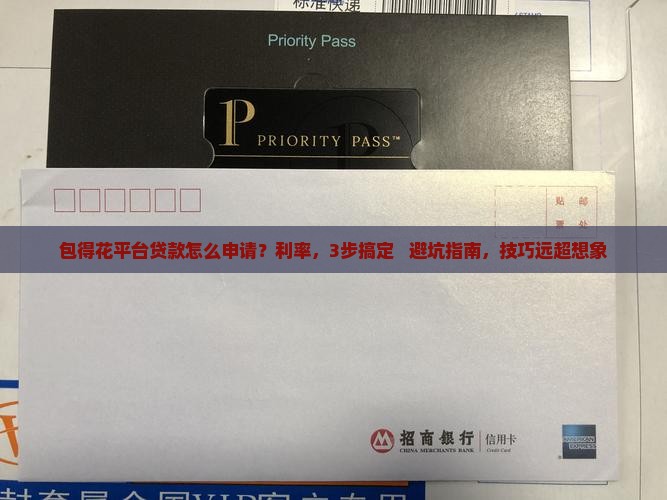 标准快递
Priority Pass
PRIORITY PASS™
贴 邮
票 处
包得花平台贷款怎么申请？利率，3步搞定 避坑指南，技巧远超想象
招商银行 信用卡
CHINA MERCHANTS BANK Credit Card
AMERICAN
EXPRESS